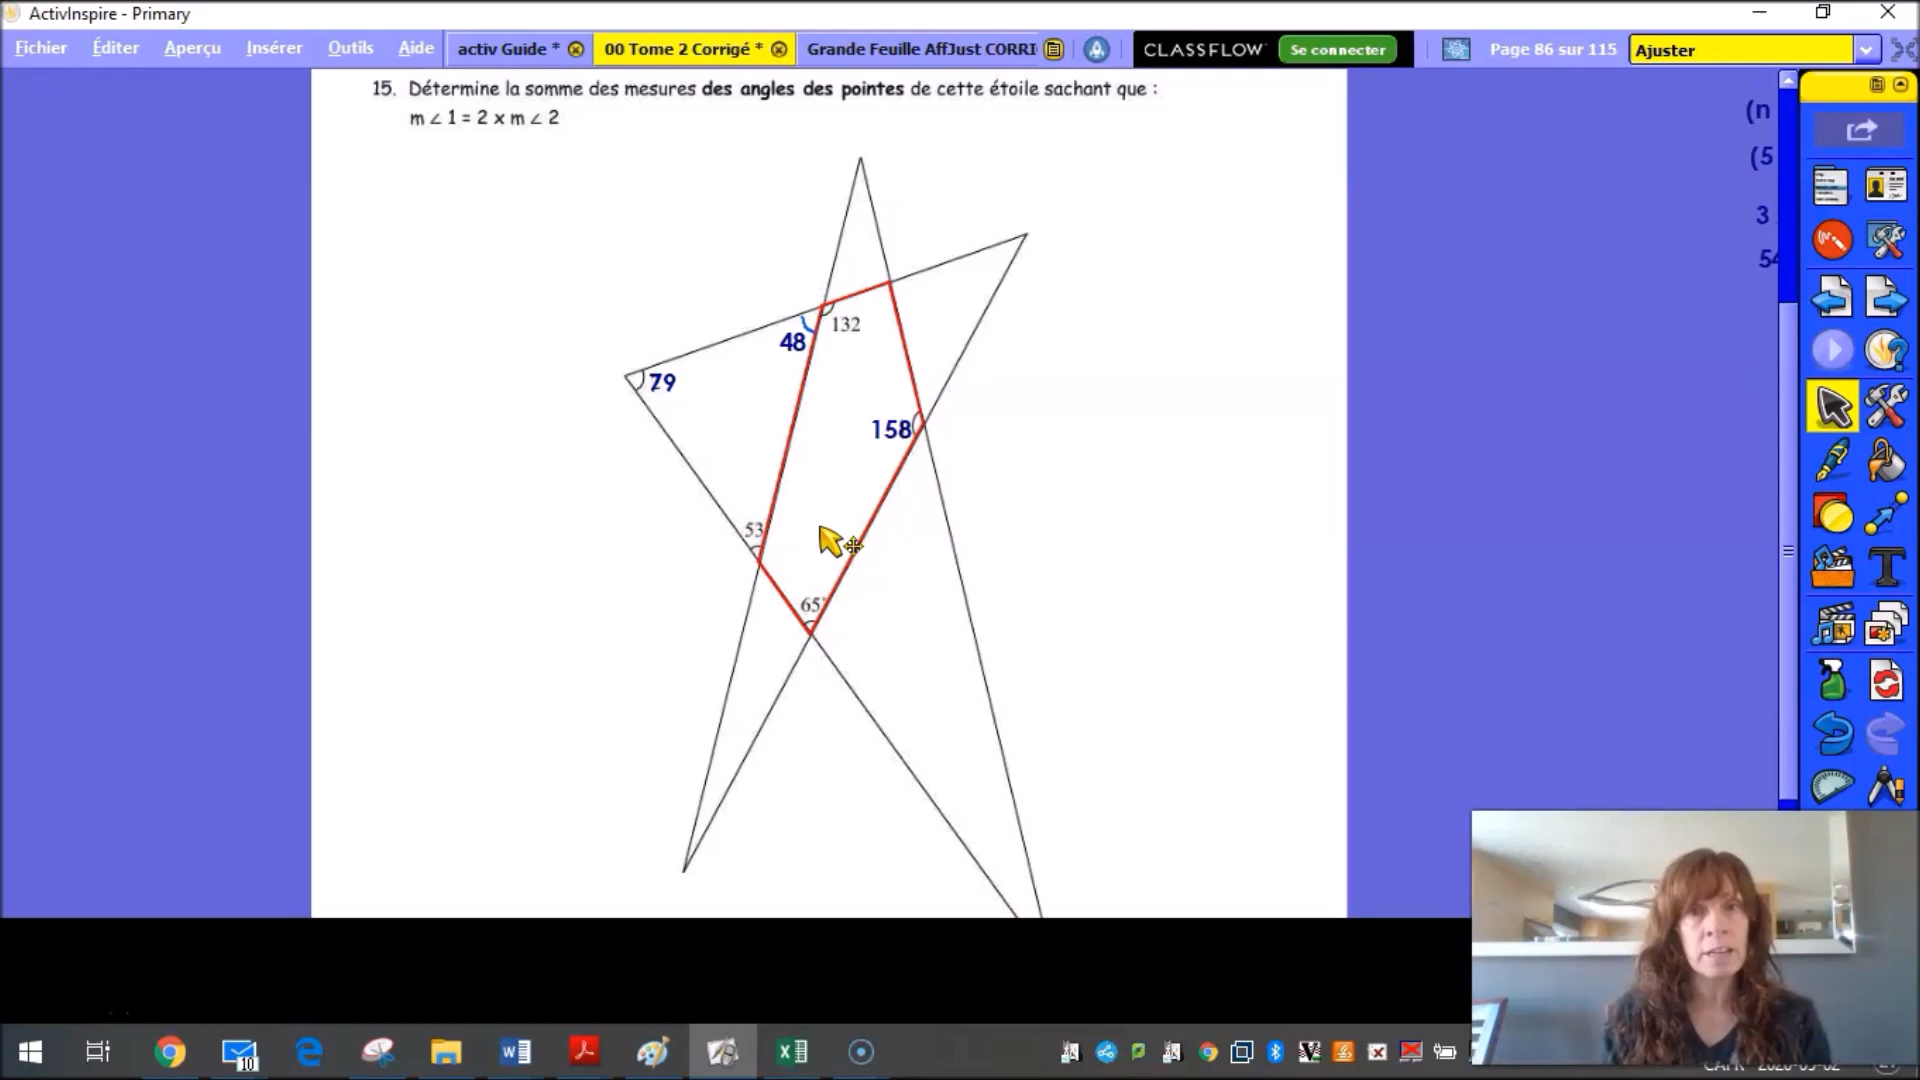 ActivInspire - Primary
Fichier Éditer Aperçu Insérer Outils Aide activ Guide * 00 Tome 2 Corrigé * Grande Feuille AffJust CORRI CLASSFLOW Se connecter Page 86 sur 115 Ajuster
15. Détermine la somme des mesures des angles des pointes de cette étoile sachant que :
m ∠ 1 = 2 x m ∠ 2
(n
(5
3
54
132
48
79
158
53
65
10